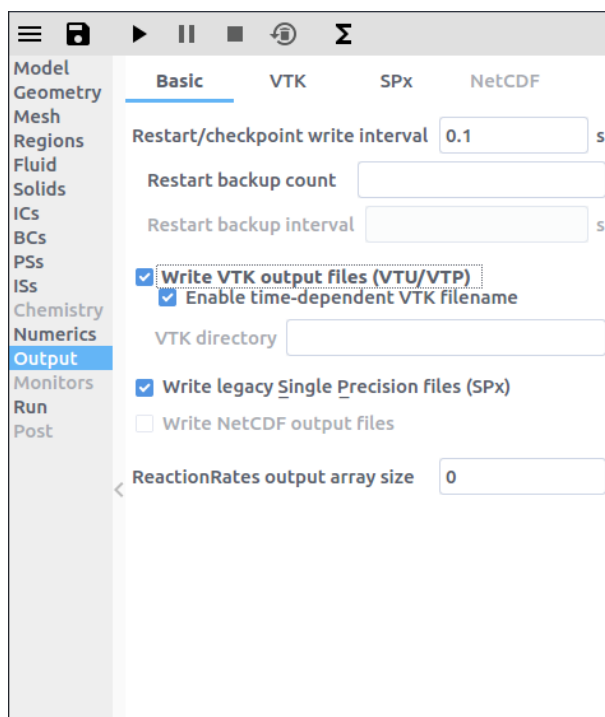 Σ
Model
Geometry
Mesh
Regions
Fluid
Solids
ICs
BCs
PSs
ISs
Chemistry
Numerics
Output
Monitors
Run
Post
Basic VTK SPx NetCDF
Restart/checkpoint write interval 0.1 s
Restart backup count
Restart backup interval s
Write VTK output files (VTU/VTP)
Enable time-dependent VTK filename
VTK directory
Write legacy Single Precision files (SPx)
Write NetCDF output files
ReactionRates output array size 0